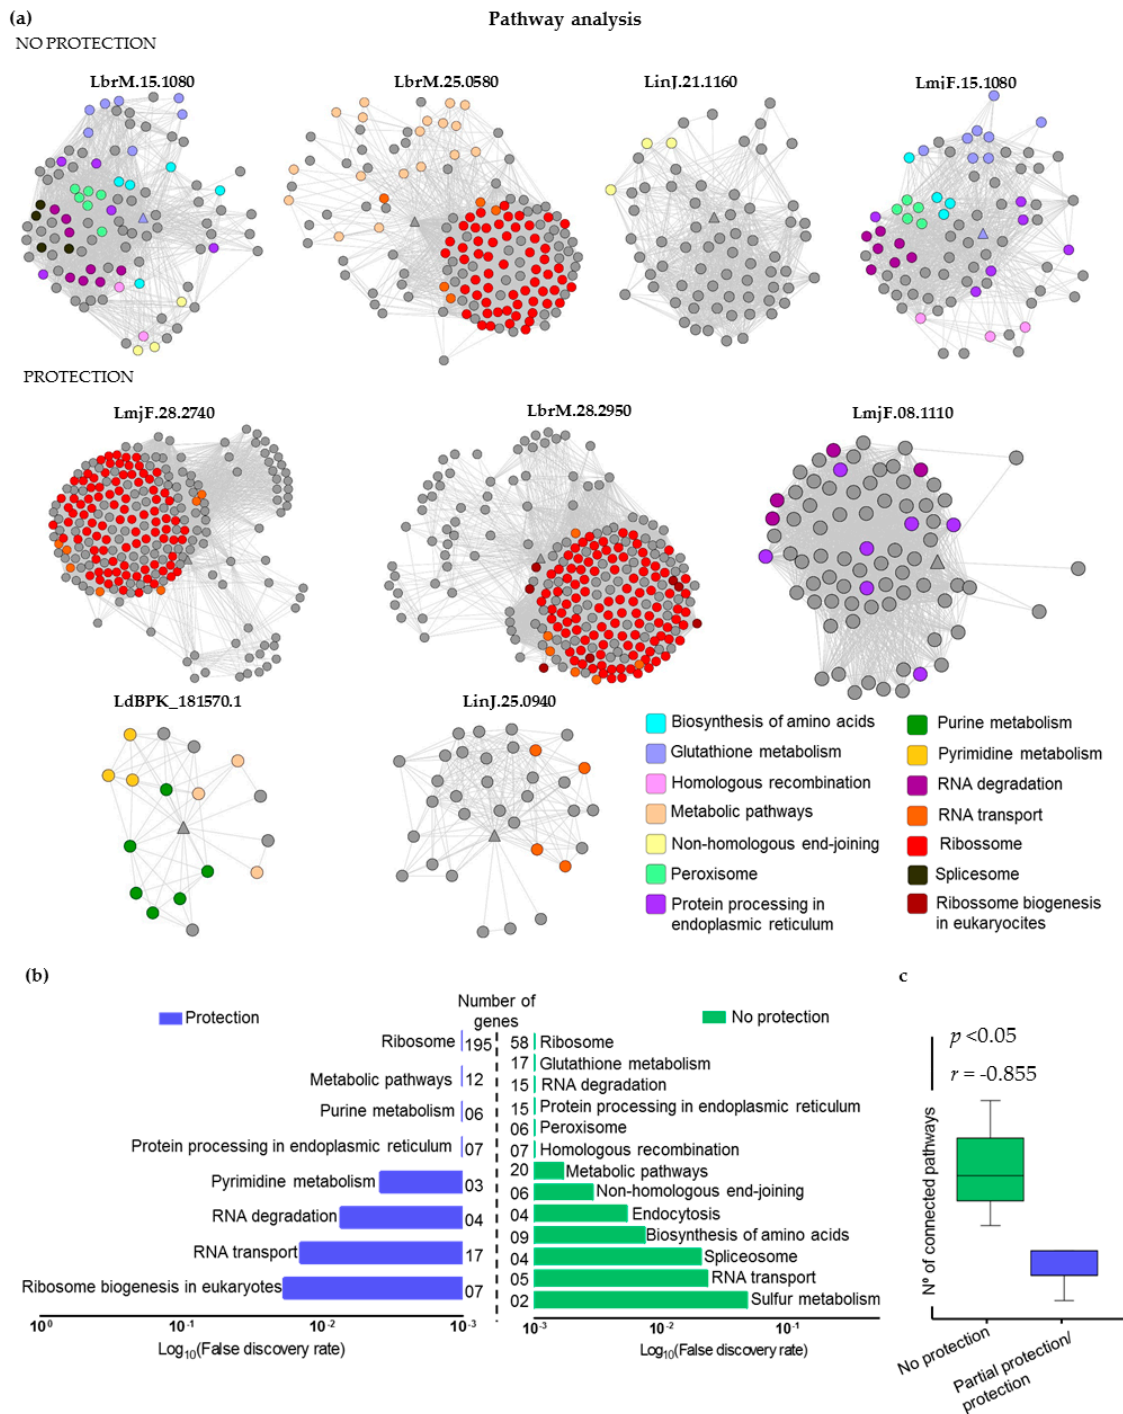 (a)
Pathway analysis
NO PROTECTION
LbrM.15.1080
LbrM.25.0580
LinJ.21.1160
LmjF.15.1080
PROTECTION
LmjF.28.2740
LbrM.28.2950
LmjF.08.1110
LdBPK_181570.1
LinJ.25.0940
Biosynthesis of amino acids
Glutathione metabolism
Homologous recombination
Metabolic pathways
Non-homologous end-joining
Peroxisome
Protein processing in
endoplasmic reticulum
Purine metabolism
Pyrimidine metabolism
RNA degradation
RNA transport
Ribossome
Splicesome
Ribossome biogenesis
in eukaryocites
(b)
Protection
Number of
genes
No protection
Ribosome 195
Metabolic pathways 12
Purine metabolism 06
Protein processing in endoplasmic reticulum 07
Pyrimidine metabolism 03
RNA degradation 04
RNA transport 17
Ribosome biogenesis in eukaryotes 07
10⁰ 10⁻¹ 10⁻² 10⁻³
Log₁₀(False discovery rate)
58 Ribosome
17 Glutathione metabolism
15 RNA degradation
15 Protein processing in endoplasmic reticulum
06 Peroxisome
07 Homologous recombination
20 Metabolic pathways
06 Non-homologous end-joining
04 Endocytosis
09 Biosynthesis of amino acids
04 Spliceosome
05 RNA transport
02 Sulfur metabolism
10⁻³ 10⁻² 10⁻¹
Log₁₀(False discovery rate)
c
p <0.05
r = -0.855
Nº of connected pathways
No protection
Partial protection/
protection